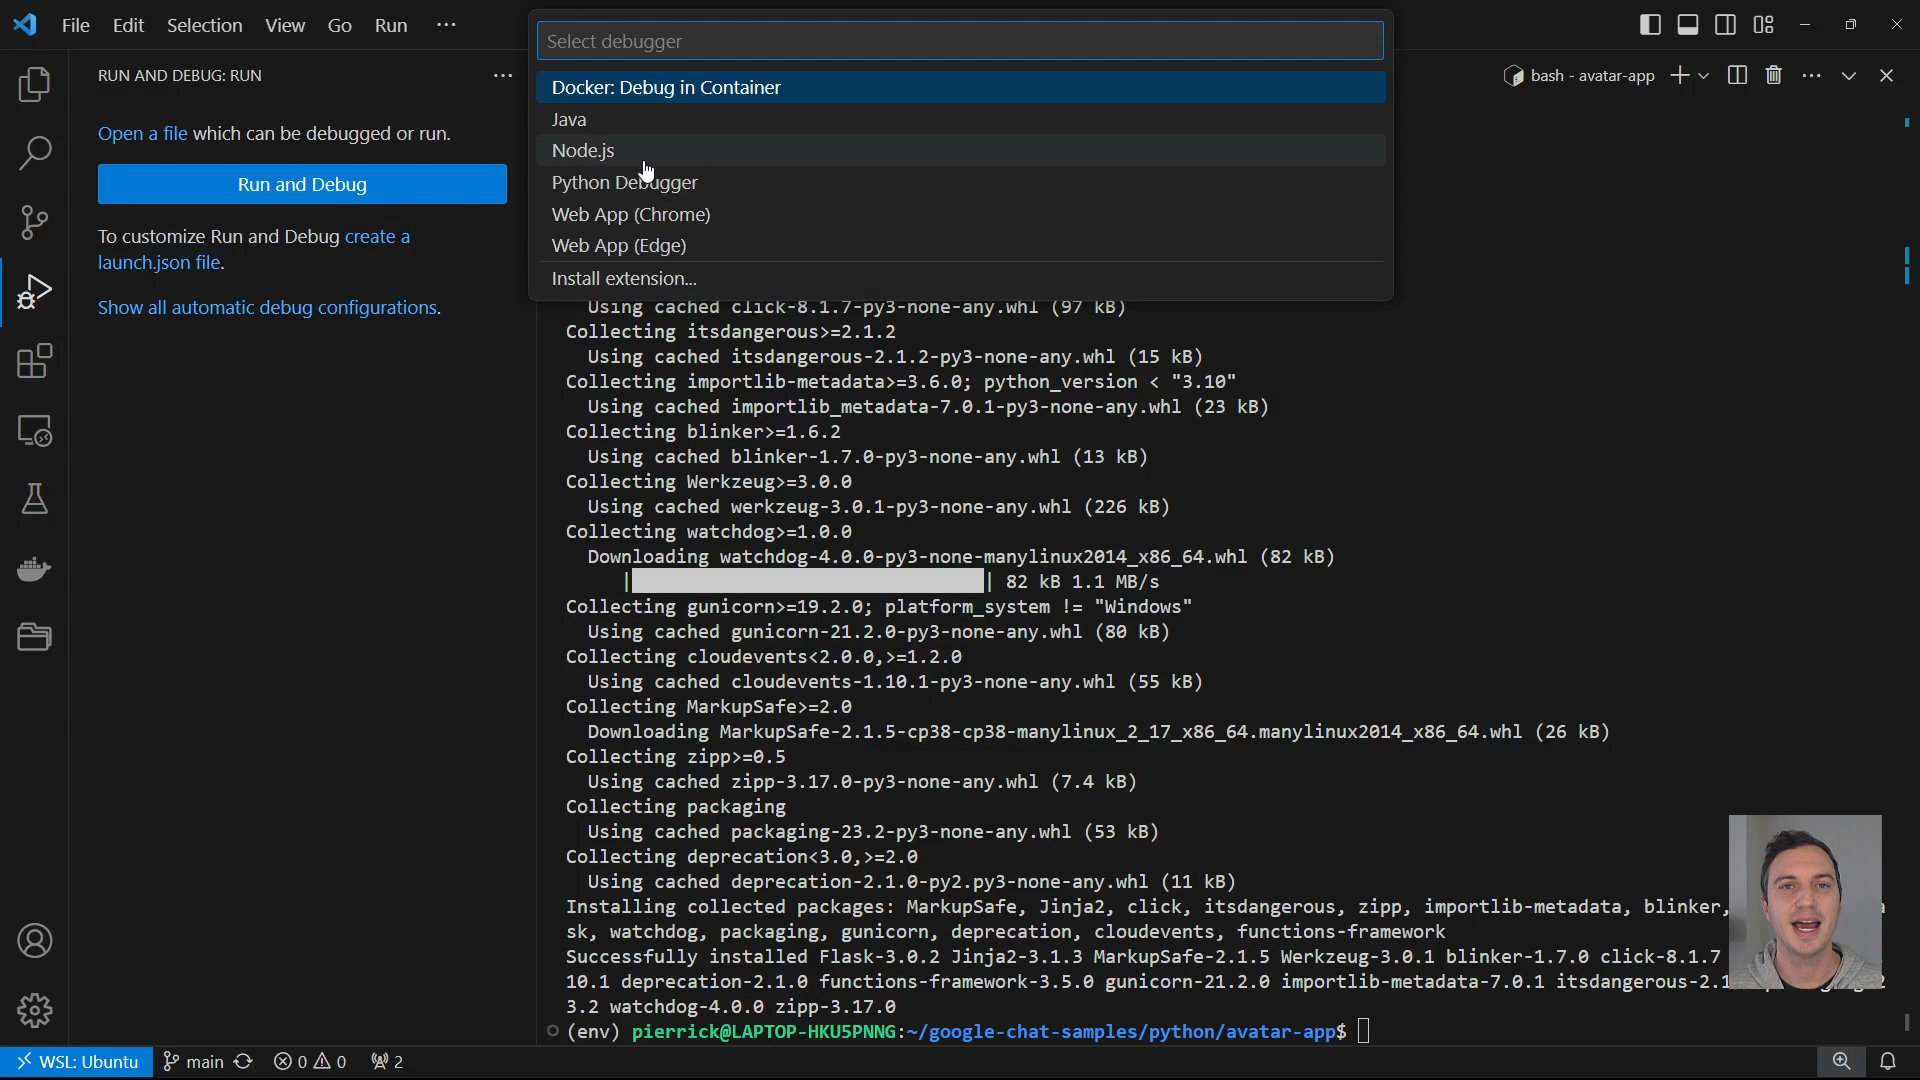 File Edit Selection View Go Run ···
Select debugger
Docker: Debug in Container
Java
Node.js
Python Debugger
Web App (Chrome)
Web App (Edge)
Install extension...
RUN AND DEBUG: RUN
Open a file which can be debugged or run.
Run and Debug
To customize Run and Debug create a
launch.json file.
Show all automatic debug configurations.
bash - avatar-app
Using cached click-8.1.7-py3-none-any.whl (97 kB)
Collecting itsdangerous>=2.1.2
Using cached itsdangerous-2.1.2-py3-none-any.whl (15 kB)
Collecting importlib-metadata>=3.6.0; python_version < "3.10"
Using cached importlib_metadata-7.0.1-py3-none-any.whl (23 kB)
Collecting blinker>=1.6.2
Using cached blinker-1.7.0-py3-none-any.whl (13 kB)
Collecting Werkzeug>=3.0.0
Using cached werkzeug-3.0.1-py3-none-any.whl (226 kB)
Collecting watchdog>=1.0.0
Downloading watchdog-4.0.0-py3-none-manylinux2014_x86_64.whl (82 kB)
| | 82 kB 1.1 MB/s
Collecting gunicorn>=19.2.0; platform_system != "Windows"
Using cached gunicorn-21.2.0-py3-none-any.whl (80 kB)
Collecting cloudevents<2.0.0,>=1.2.0
Using cached cloudevents-1.10.1-py3-none-any.whl (55 kB)
Collecting MarkupSafe>=2.0
Downloading MarkupSafe-2.1.5-cp38-cp38-manylinux_2_17_x86_64.manylinux2014_x86_64.whl (26 kB)
Collecting zipp>=0.5
Using cached zipp-3.17.0-py3-none-any.whl (7.4 kB)
Collecting packaging
Using cached packaging-23.2-py3-none-any.whl (53 kB)
Collecting deprecation<3.0,>=2.0
Using cached deprecation-2.1.0-py2.py3-none-any.whl (11 kB)
Installing collected packages: MarkupSafe, Jinja2, click, itsdangerous, zipp, importlib-metadata, blinker,
sk, watchdog, packaging, gunicorn, deprecation, cloudevents, functions-framework
Successfully installed Flask-3.0.2 Jinja2-3.1.3 MarkupSafe-2.1.5 Werkzeug-3.0.1 blinker-1.7.0 click-8.1.7
10.1 deprecation-2.1.0 functions-framework-3.5.0 gunicorn-21.2.0 importlib-metadata-7.0.1 itsdangerous-2.1
3.2 watchdog-4.0.0 zipp-3.17.0
(env) pierrick@LAPTOP-HKU5PNNG:~/google-chat-samples/python/avatar-app$
WSL: Ubuntu main 0 0 2